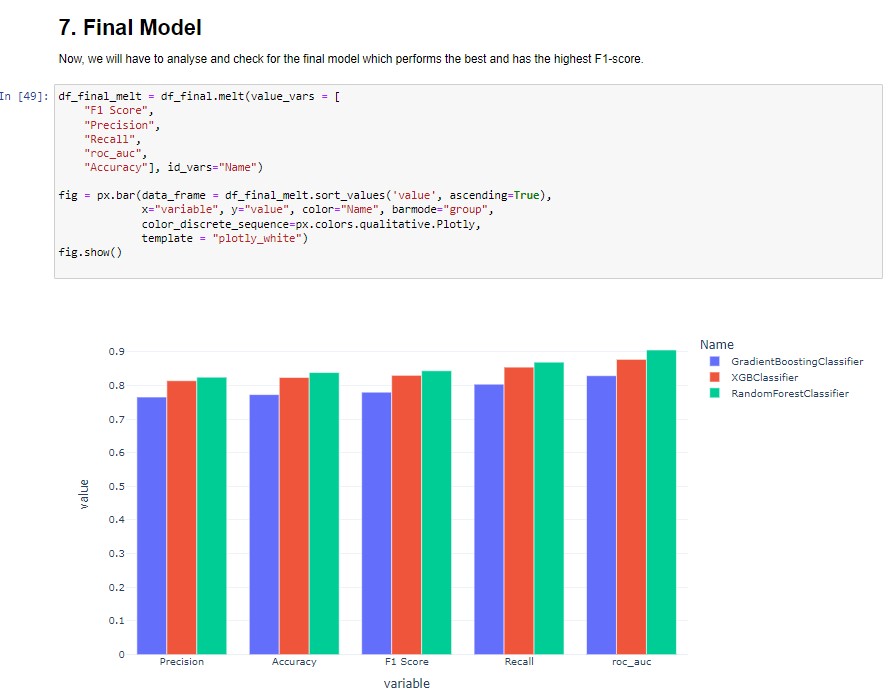 7. Final Model
Now, we will have to analyse and check for the final model which performs the best and has the highest F1-score.
In [49]: df_final_melt = df_final.melt(value_vars = [
"F1 Score",
"Precision",
"Recall",
"roc_auc",
"Accuracy"], id_vars="Name")
fig = px.bar(data_frame = df_final_melt.sort_values('value', ascending=True),
x="variable", y="value", color="Name", barmode="group",
color_discrete_sequence=px.colors.qualitative.Plotly,
template = "plotly_white")
fig.show()
Name
GradientBoostingClassifier
XGBClassifier
RandomForestClassifier
0.9
0.8
0.7
0.6
0.5
0.4
0.3
0.2
0.1
0
value
Precision Accuracy F1 Score Recall roc_auc
variable